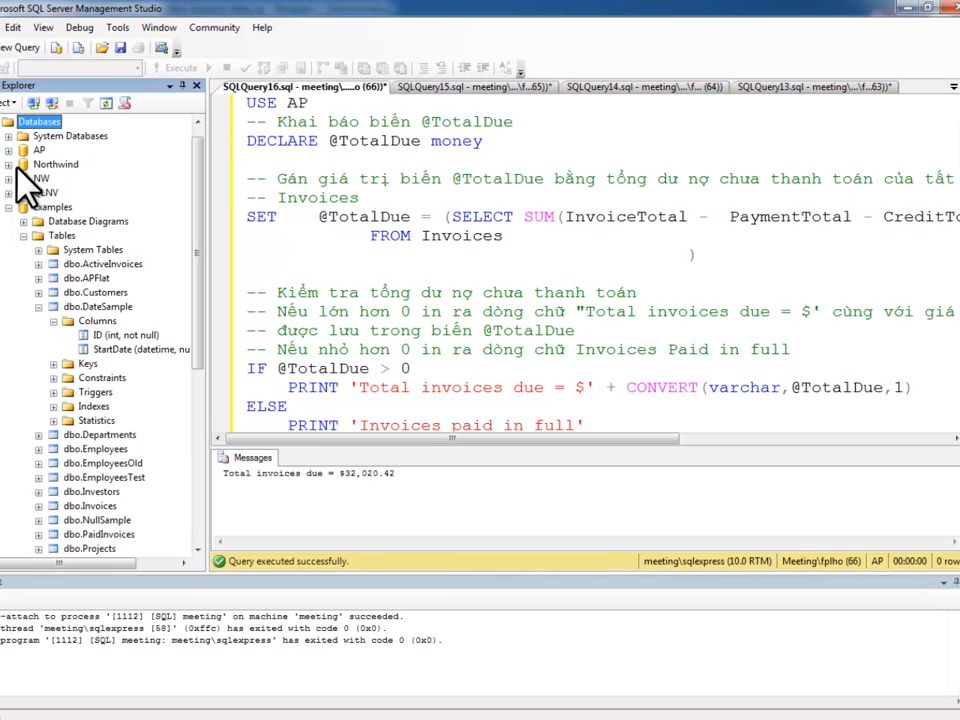 rosoft SQL Server Management Studio
Edit View Debug Tools Window Community Help
ew Query
Execute
Explorer
SQLQuery16.sql - meeting\....o (66))*
SQLQuery15.sql - meeting\...\f...65))*
SQLQuery14.sql - meeting\...\f... (64))
SQLQuery13.sql - meeting\...\f...63))*
ect
Databases
System Databases
AP
Northwind
NW
LNV
Examples
Database Diagrams
Tables
System Tables
dbo.ActiveInvoices
dbo.APFlat
dbo.Customers
dbo.DateSample
Columns
ID (int, not null)
StartDate (datetime, nu
Keys
Constraints
Triggers
Indexes
Statistics
dbo.Departments
dbo.Employees
dbo.EmployeesOld
dbo.EmployeesTest
dbo.Investors
dbo.Invoices
dbo.NullSample
dbo.PaidInvoices
dbo.Projects
USE AP
-- Khai báo biến @TotalDue
DECLARE @TotalDue money
-- Gán giá trị biến @TotalDue bằng tổng dư nợ chưa thanh toán của tất
-- Invoices
SET @TotalDue = (SELECT SUM(InvoiceTotal - PaymentTotal - CreditTo
FROM Invoices
)
-- Kiểm tra tổng dư nợ chưa thanh toán
-- Nếu lớn hơn 0 in ra dòng chữ "Total invoices due = $' cùng với giá
-- được lưu trong biến @TotalDue
-- Nếu nhỏ hơn 0 in ra dòng chữ Invoices Paid in full
IF @TotalDue > 0
PRINT 'Total invoices due = $' + CONVERT(varchar,@TotalDue,1)
ELSE
PRINT 'Invoices paid in full'
Messages
Total invoices due = $32,020.42
Query executed successfully.
meeting\sqlexpress (10.0 RTM) Meeting\fplho (66) AP 00:00:00 0 row
-attach to process '[1112] [SQL] meeting' on machine 'meeting' succeeded.
thread 'meeting\sqlexpress [58]' (0xffc) has exited with code 0 (0x0).
program '[1112] [SQL] meeting: meeting\sqlexpress' has exited with code 0 (0x0).